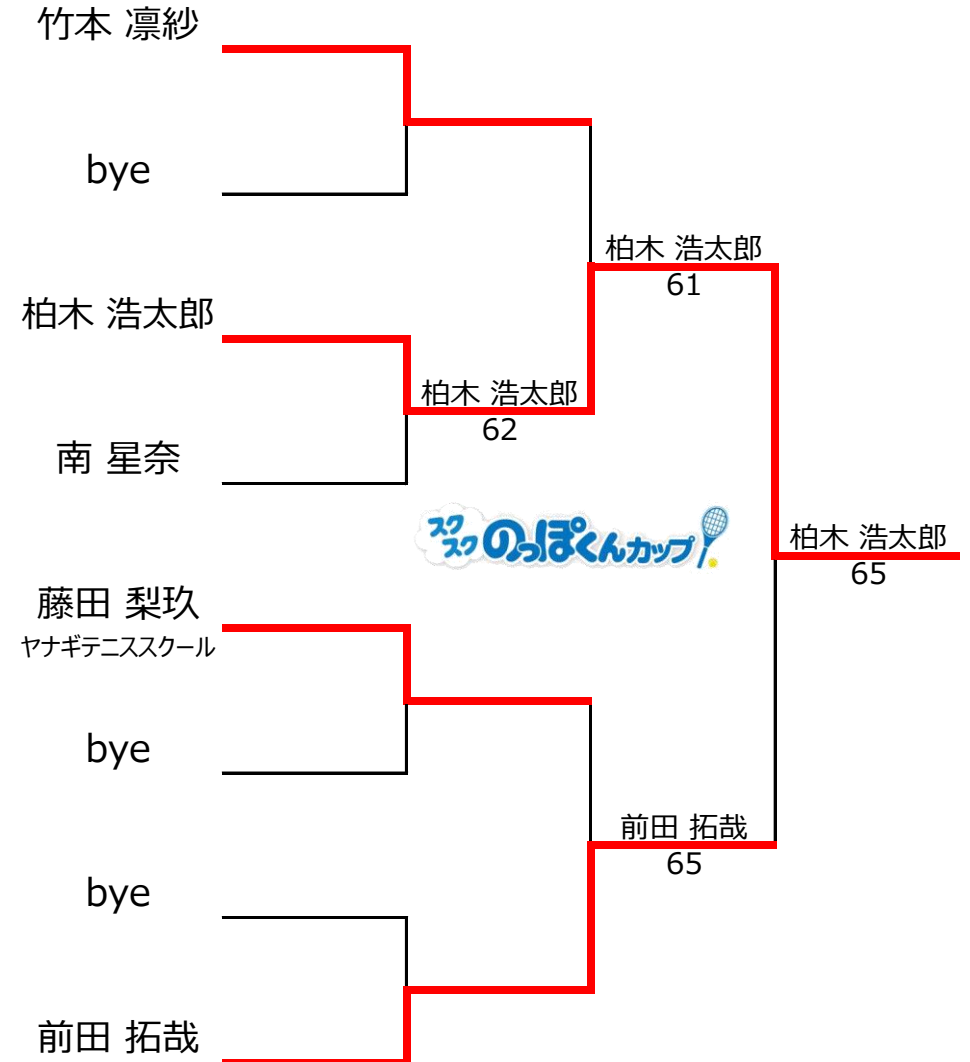 竹本 凛紗
bye
柏木 浩太郎
61
柏木 浩太郎
柏木 浩太郎
62
南 星奈
スクスク のっぽくんカップ!
柏木 浩太郎
65
藤田 梨玖
ヤナギテニススクール
bye
前田 拓哉
65
bye
前田 拓哉